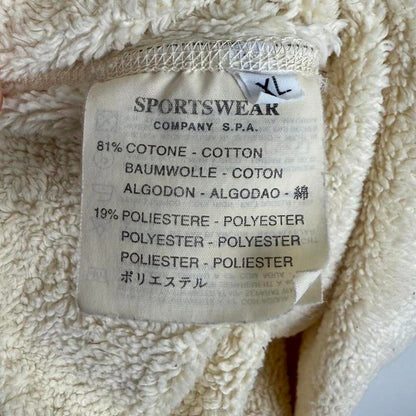 XL
SPORTSWEAR
COMPANY S.P.A.
81% COTONE - COTTON
BAUMWOLLE - COTON
ALGODON - ALGODAO - 綿
19% POLIESTERE - POLYESTER
POLYESTER - POLYESTER
POLIESTER - POLIESTER
ポリエステル